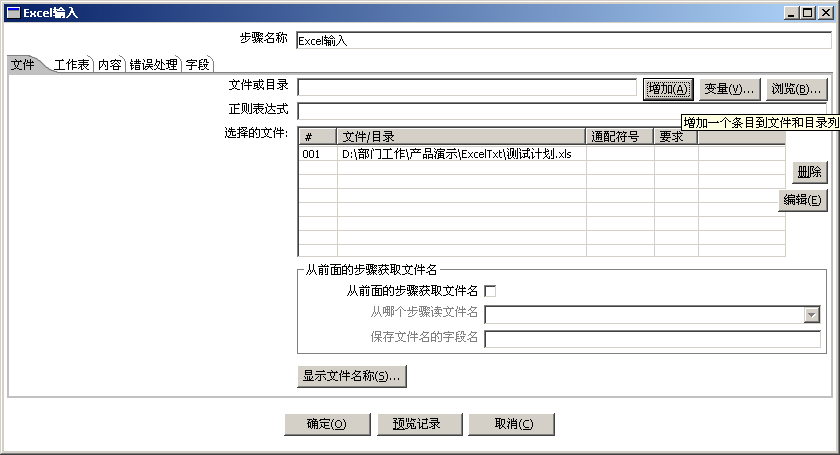 Excel输入
步骤名称 Excel输入
文件 工作表 内容 错误处理 字段
文件或目录 增加(A) 变量(V)... 浏览(B)...
正则表达式
增加一个条目到文件和目录列
选择的文件: # 文件/目录 通配符号 要求
001 D:\部门工作\产品演示\ExcelTxt\测试计划.xls
删除
编辑(E)
从前面的步骤获取文件名
从前面的步骤获取文件名
从哪个步骤读文件名
保存文件名的字段名
显示文件名称(S)...
确定(O) 预览记录 取消(C)